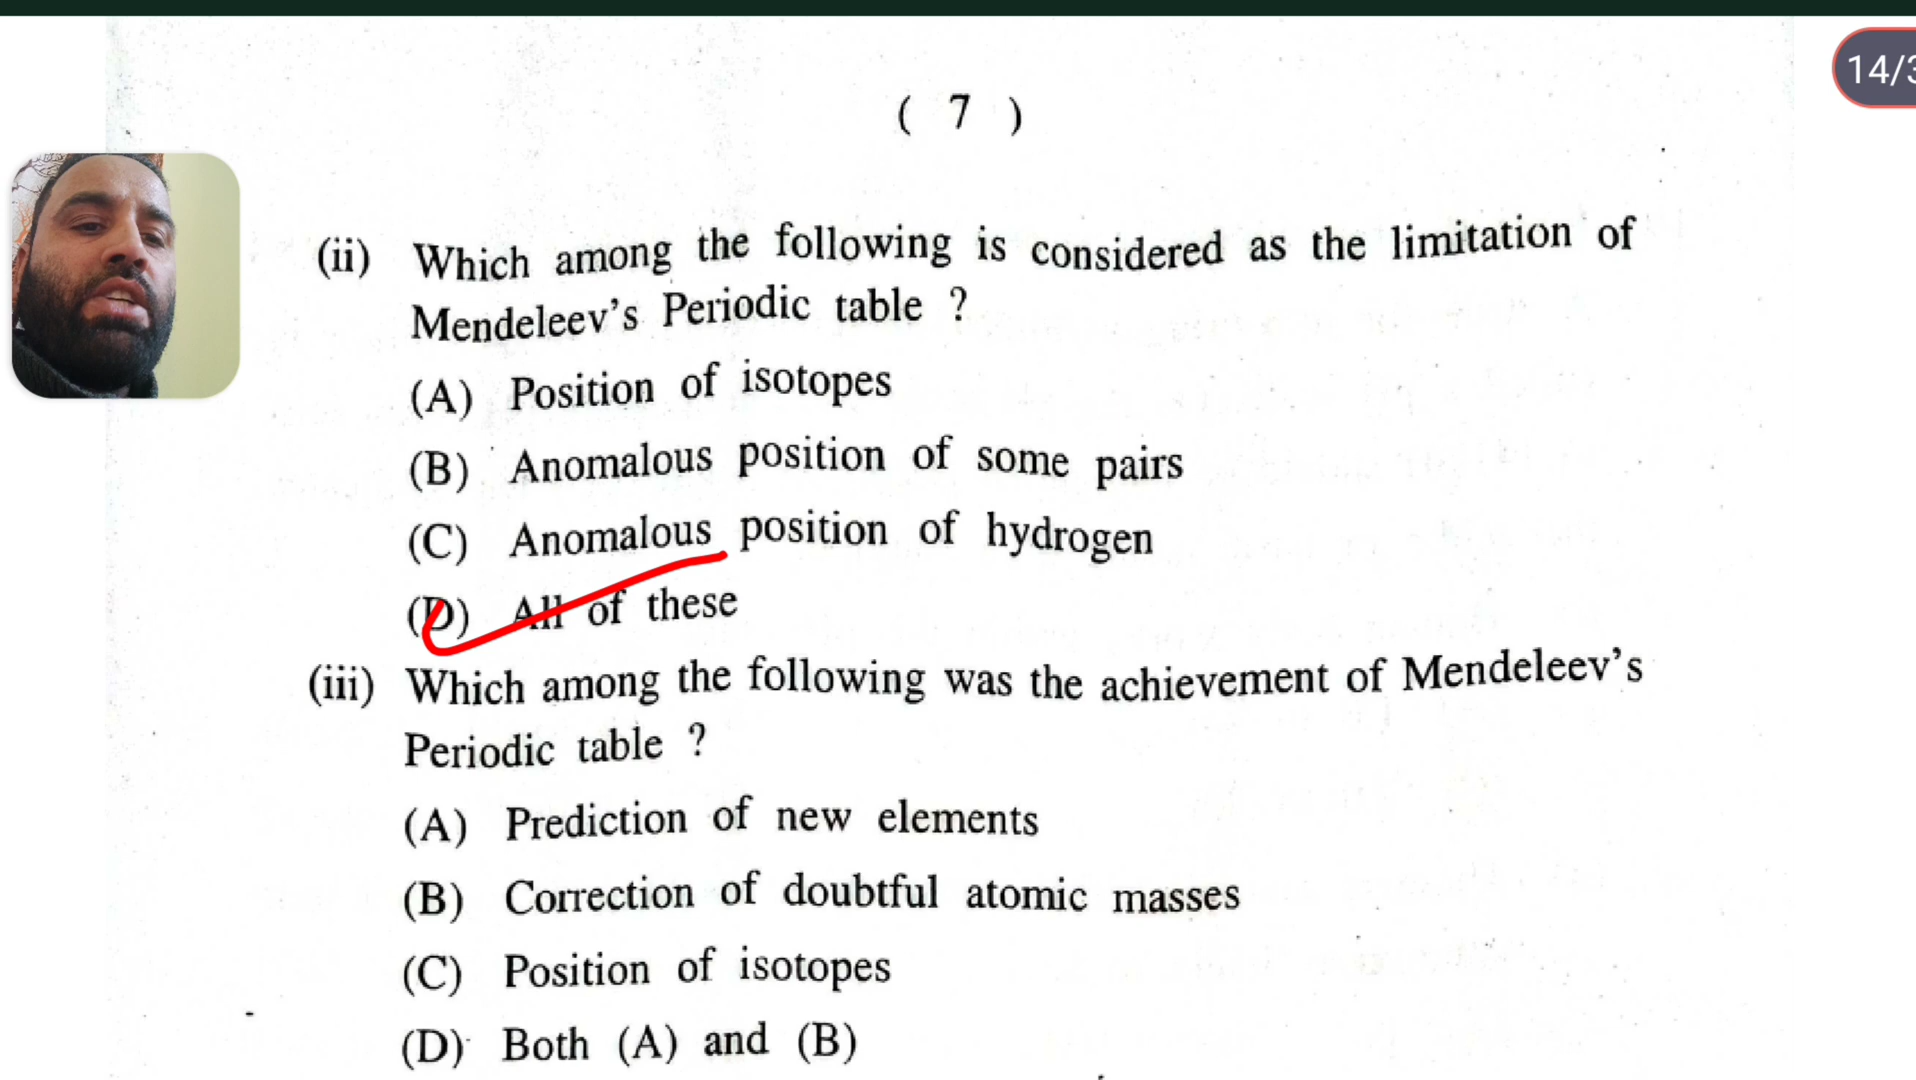 14/3
( 7 )
(ii) Which among the following is considered as the limitation of
Mendeleev's Periodic table ?
(A) Position of isotopes
(B) Anomalous position of some pairs
(C) Anomalous position of hydrogen
(D) All of these
(iii) Which among the following was the achievement of Mendeleev's
Periodic table ?
(A) Prediction of new elements
(B) Correction of doubtful atomic masses
(C) Position of isotopes
(D) Both (A) and (B)